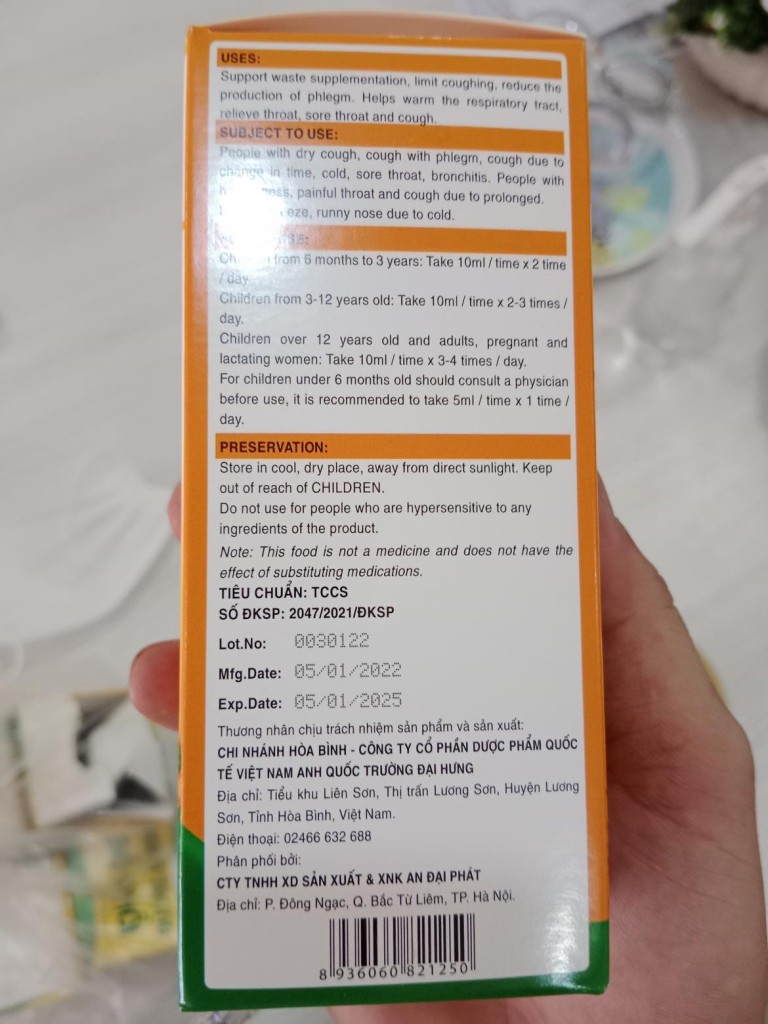 USES:
Support waste supplementation, limit coughing, reduce the
production of phlegm. Helps warm the respiratory tract,
relieve throat, sore throat and cough.
SUBJECT TO USE:
People with dry cough, cough with phlegm, cough due to
change in time, cold, sore throat, bronchitis. People with
painful throat and cough due to prolonged.
runny nose due to cold.
from 6 months to 3 years: Take 10ml / time x 2 time
/ day
Children from 3-12 years old: Take 10ml / time x 2-3 times /
day.
Children over 12 years old and adults, pregnant and
lactating women: Take 10ml / time x 3-4 times / day.
For children under 6 months old should consult a physician
before use, it is recommended to take 5ml / time x 1 time /
day.
PRESERVATION:
Store in cool, dry place, away from direct sunlight. Keep
out of reach of CHILDREN.
Do not use for people who are hypersensitive to any
ingredients of the product.
Note: This food is not a medicine and does not have the
effect of substituting medications.
TIÊU CHUẨN: TCCS
SỐ ĐKSP: 2047/2021/ĐKSP
Lot.No: 0030122
Mfg.Date: 05/01/2022
Exp.Date: 05/01/2025
Thương nhân chịu trách nhiệm sản phẩm và sản xuất:
CHI NHÁNH HÒA BÌNH - CÔNG TY CỔ PHẦN DƯỢC PHẨM QUỐC
TẾ VIỆT NAM ANH QUỐC TRƯỜNG ĐẠI HƯNG
Địa chỉ: Tiểu khu Liên Sơn, Thị trấn Lương Sơn, Huyện Lương
Sơn, Tỉnh Hòa Bình, Việt Nam.
Điện thoại: 02466 632 688
Phân phối bởi:
CTY TNHH XD SẢN XUẤT & XNK AN ĐẠI PHÁT
Địa chỉ: P. Đông Ngạc, Q. Bắc Từ Liêm, TP. Hà Nội.
8 936060 821250